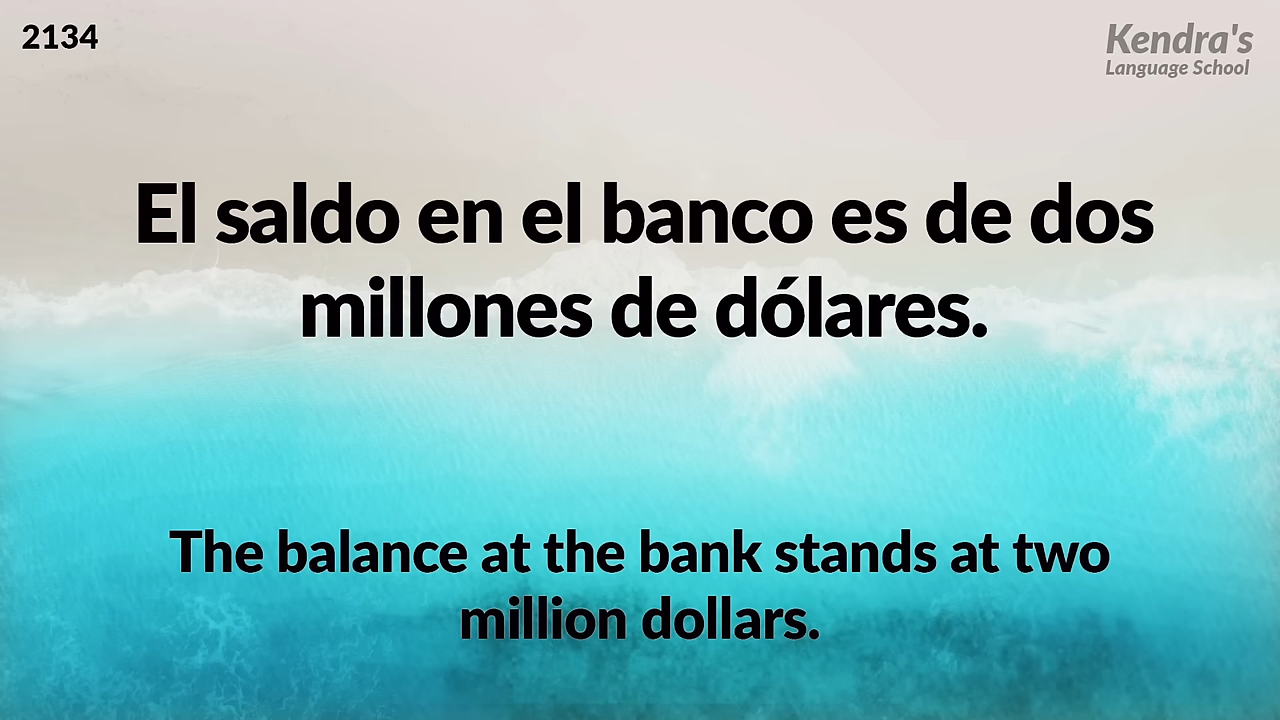 2134
Kendra's
Language School
El saldo en el banco es de dos
millones de dólares.
The balance at the bank stands at two
million dollars.